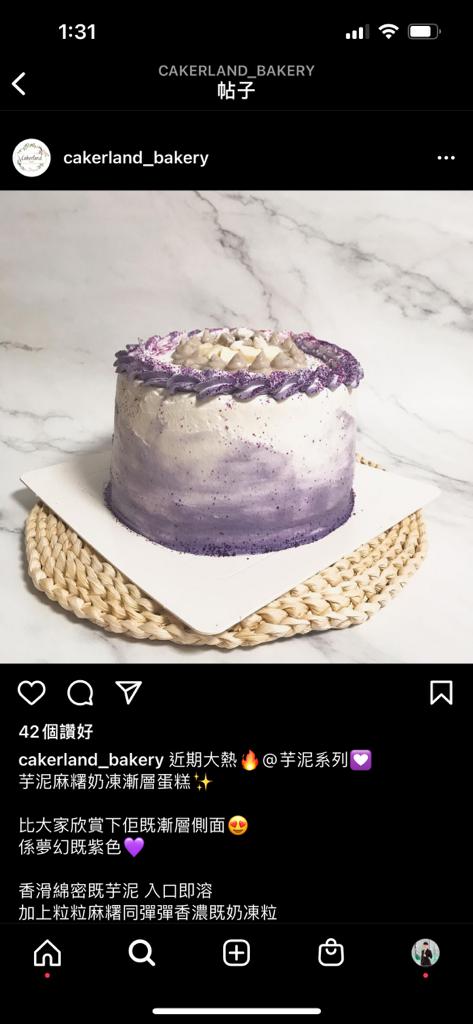 1:31
CAKERLAND_BAKERY
帖子
cakerland_bakery
Cakerland
42個讚好
cakerland_bakery 近期大熱🔥@芋泥系列💟
芋泥麻糬奶凍漸層蛋糕✨
比大家欣賞下佢既漸層側面😍
係夢幻既紫色💜
香滑綿密既芋泥 入口即溶
加上粒粒麻糬同彈彈香濃既奶凍粒